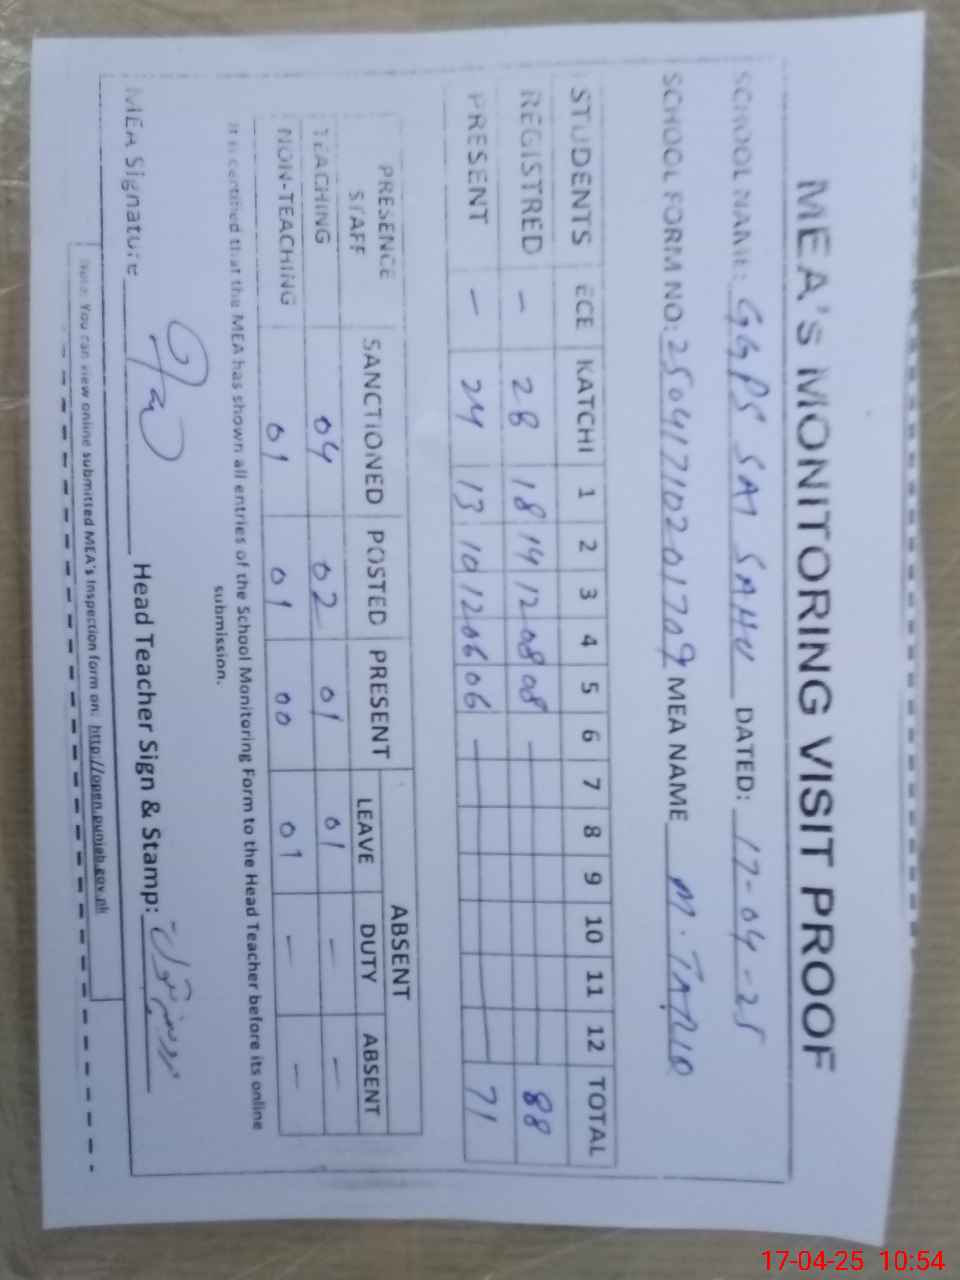 MEA's MONITORING VISIT PROOF
SCHOOL NAME: GGPS SAI SAHU DATED: 17-04-25
SCHOOL FORM NO: MEA NAME M. TARIQ
STUDENTS ECE KATCHI 1 2 3 4 5 6 7 8 9 10 11 12 TOTAL
REGISTRED - 28 18 14 12 08 08 — 88
PRESENT - 24 13 10 12 06 06 — 71
PRESENCE STAFF SANCTIONED POSTED PRESENT ABSENT
LEAVE DUTY ABSENT
TEACHING 04 02 01 01 - -
NON-TEACHING 01 01 00 01 - -
It is certified that the MEA has shown all entries of the School Monitoring Form to the Head Teacher before its online
submission.
MEA Signature Head Teacher Sign & Stamp:
Note: You can view online submitted MEA's Inspection form on: http://open.punjab.gov.pk
17-04-25 10:54